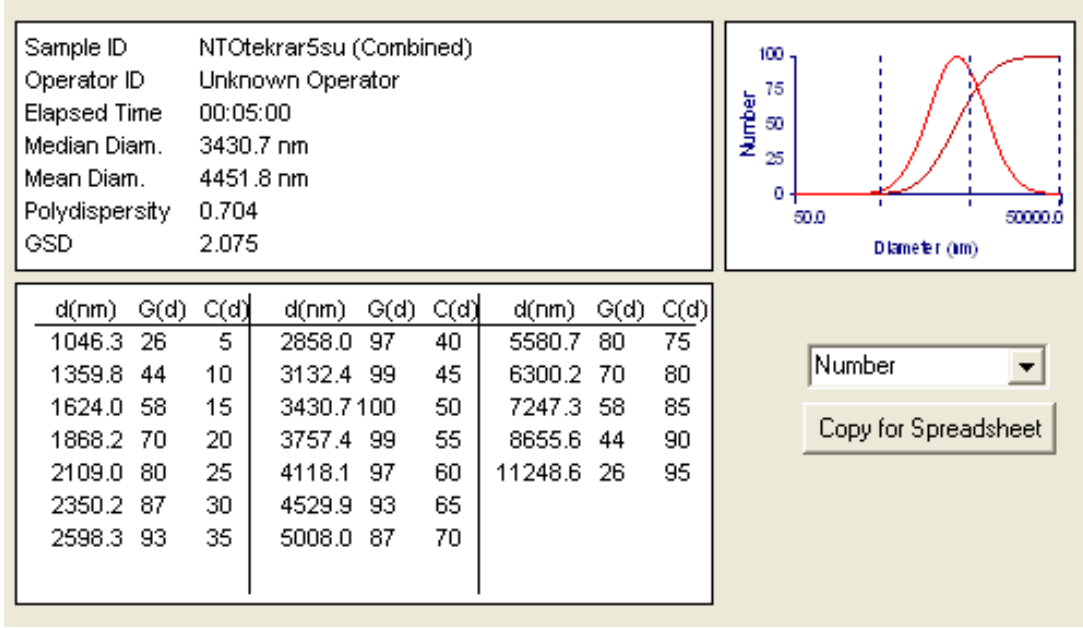 Sample ID NTOtekrar5su (Combined)
Operator ID Unknown Operator
Elapsed Time 00:05:00
Median Diam. 3430.7 nm
Mean Diam. 4451.8 nm
Polydispersity 0.704
GSD 2.075
100
75
50
25
0
Number
50.0 50000.0
Diameter (nm)
d(nm) G(d) C(d) d(nm) G(d) C(d) d(nm) G(d) C(d)
1046.3 26 5 2858.0 97 40 5580.7 80 75
1359.8 44 10 3132.4 99 45 6300.2 70 80
1624.0 58 15 3430.7 100 50 7247.3 58 85
1868.2 70 20 3757.4 99 55 8655.6 44 90
2109.0 80 25 4118.1 97 60 11248.6 26 95
2350.2 87 30 4529.9 93 65
2598.3 93 35 5008.0 87 70
Number
Copy for Spreadsheet